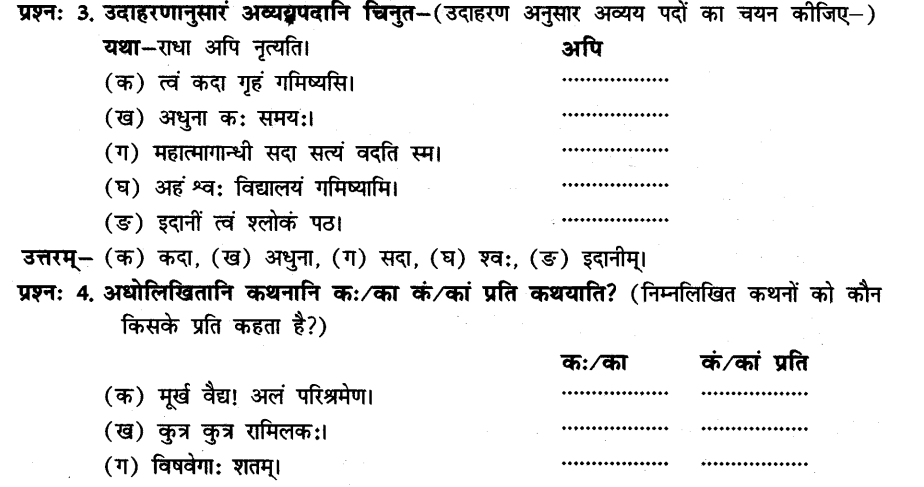 प्रश्नः 3. उदाहरणानुसारं अव्ययपदानि चिनुत–(उदाहरण अनुसार अव्यय पदों का चयन कीजिए–)
यथा–राधा अपि नृत्यति। अपि
(क) त्वं कदा गृहं गमिष्यसि। ..................
(ख) अधुना कः समयः। ..................
(ग) महात्मागान्धी सदा सत्यं वदति स्म। ..................
(घ) अहं श्वः विद्यालयं गमिष्यामि। ..................
(ङ) इदानीं त्वं श्लोकं पठ। ..................
उत्तरम्– (क) कदा, (ख) अधुना, (ग) सदा, (घ) श्वः, (ङ) इदानीम्।
प्रश्नः 4. अधोलिखितानि कथनानि कः/का कं/कां प्रति कथयाति? (निम्नलिखित कथनों को कौन
किसके प्रति कहता है?)
कः/का कं/कां प्रति
(क) मूर्ख वैद्य! अलं परिश्रमेण। .................. ..................
(ख) कुत्र कुत्र रामिलकः। .................. ..................
(ग) विषवेगाः शतम्। .................. ..................